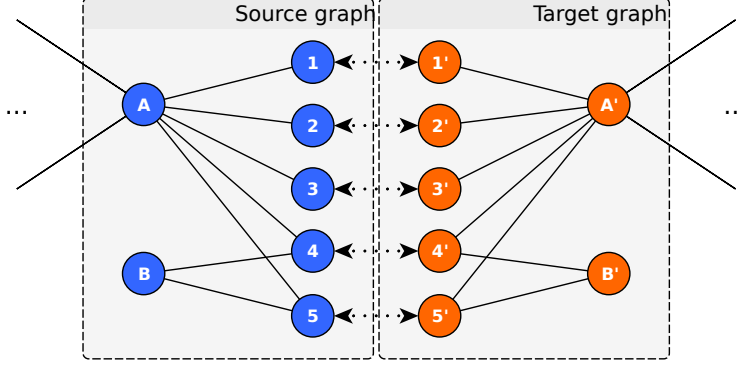 Source graph Target graph
1 1'
A A'
... ...
2 2'
3 3'
4 4'
B B'
5 5'